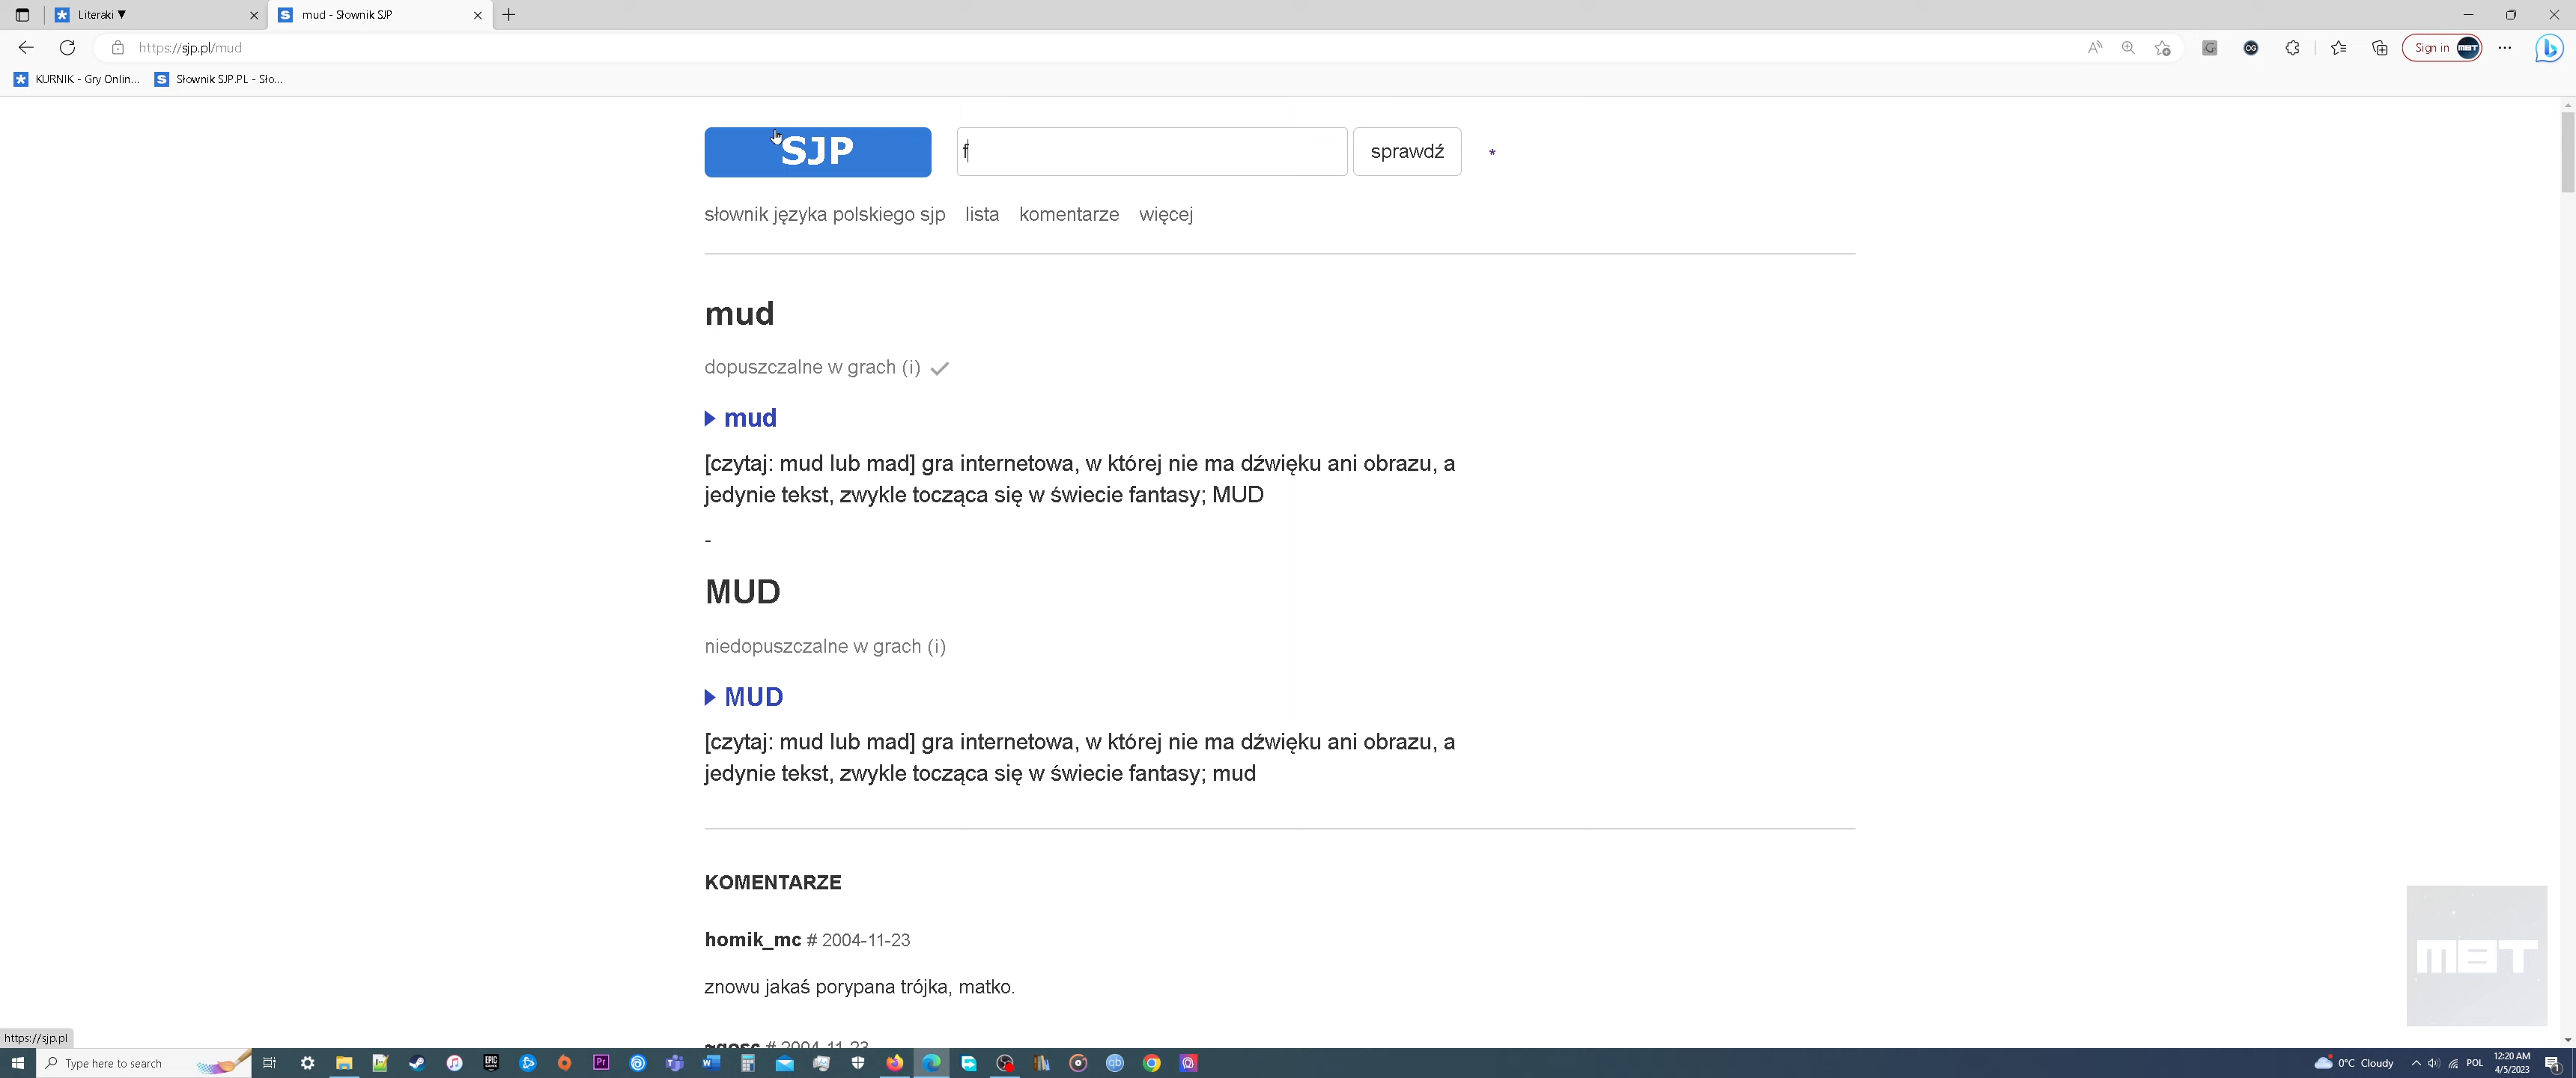 Literaki ▼
mud - Słownik SJP
https://sjp.pl/mud
Sign in
KURNIK - Gry Onlin...
Słownik SJP.PL - Sło...
SJP
f
sprawdź
*
słownik języka polskiego sjp lista komentarze więcej
mud
dopuszczalne w grach (i)
mud
[czytaj: mud lub mad] gra internetowa, w której nie ma dźwięku ani obrazu, a
jedynie tekst, zwykle tocząca się w świecie fantasy; MUD
-
MUD
niedopuszczalne w grach (i)
MUD
[czytaj: mud lub mad] gra internetowa, w której nie ma dźwięku ani obrazu, a
jedynie tekst, zwykle tocząca się w świecie fantasy; mud
KOMENTARZE
homik_mc # 2004-11-23
znowu jakaś porypana trójka, matko.
~gosc # 2004-11-23
MBT
https://sjp.pl
Type here to search
0°C Cloudy
POL
12:20 AM
4/5/2023